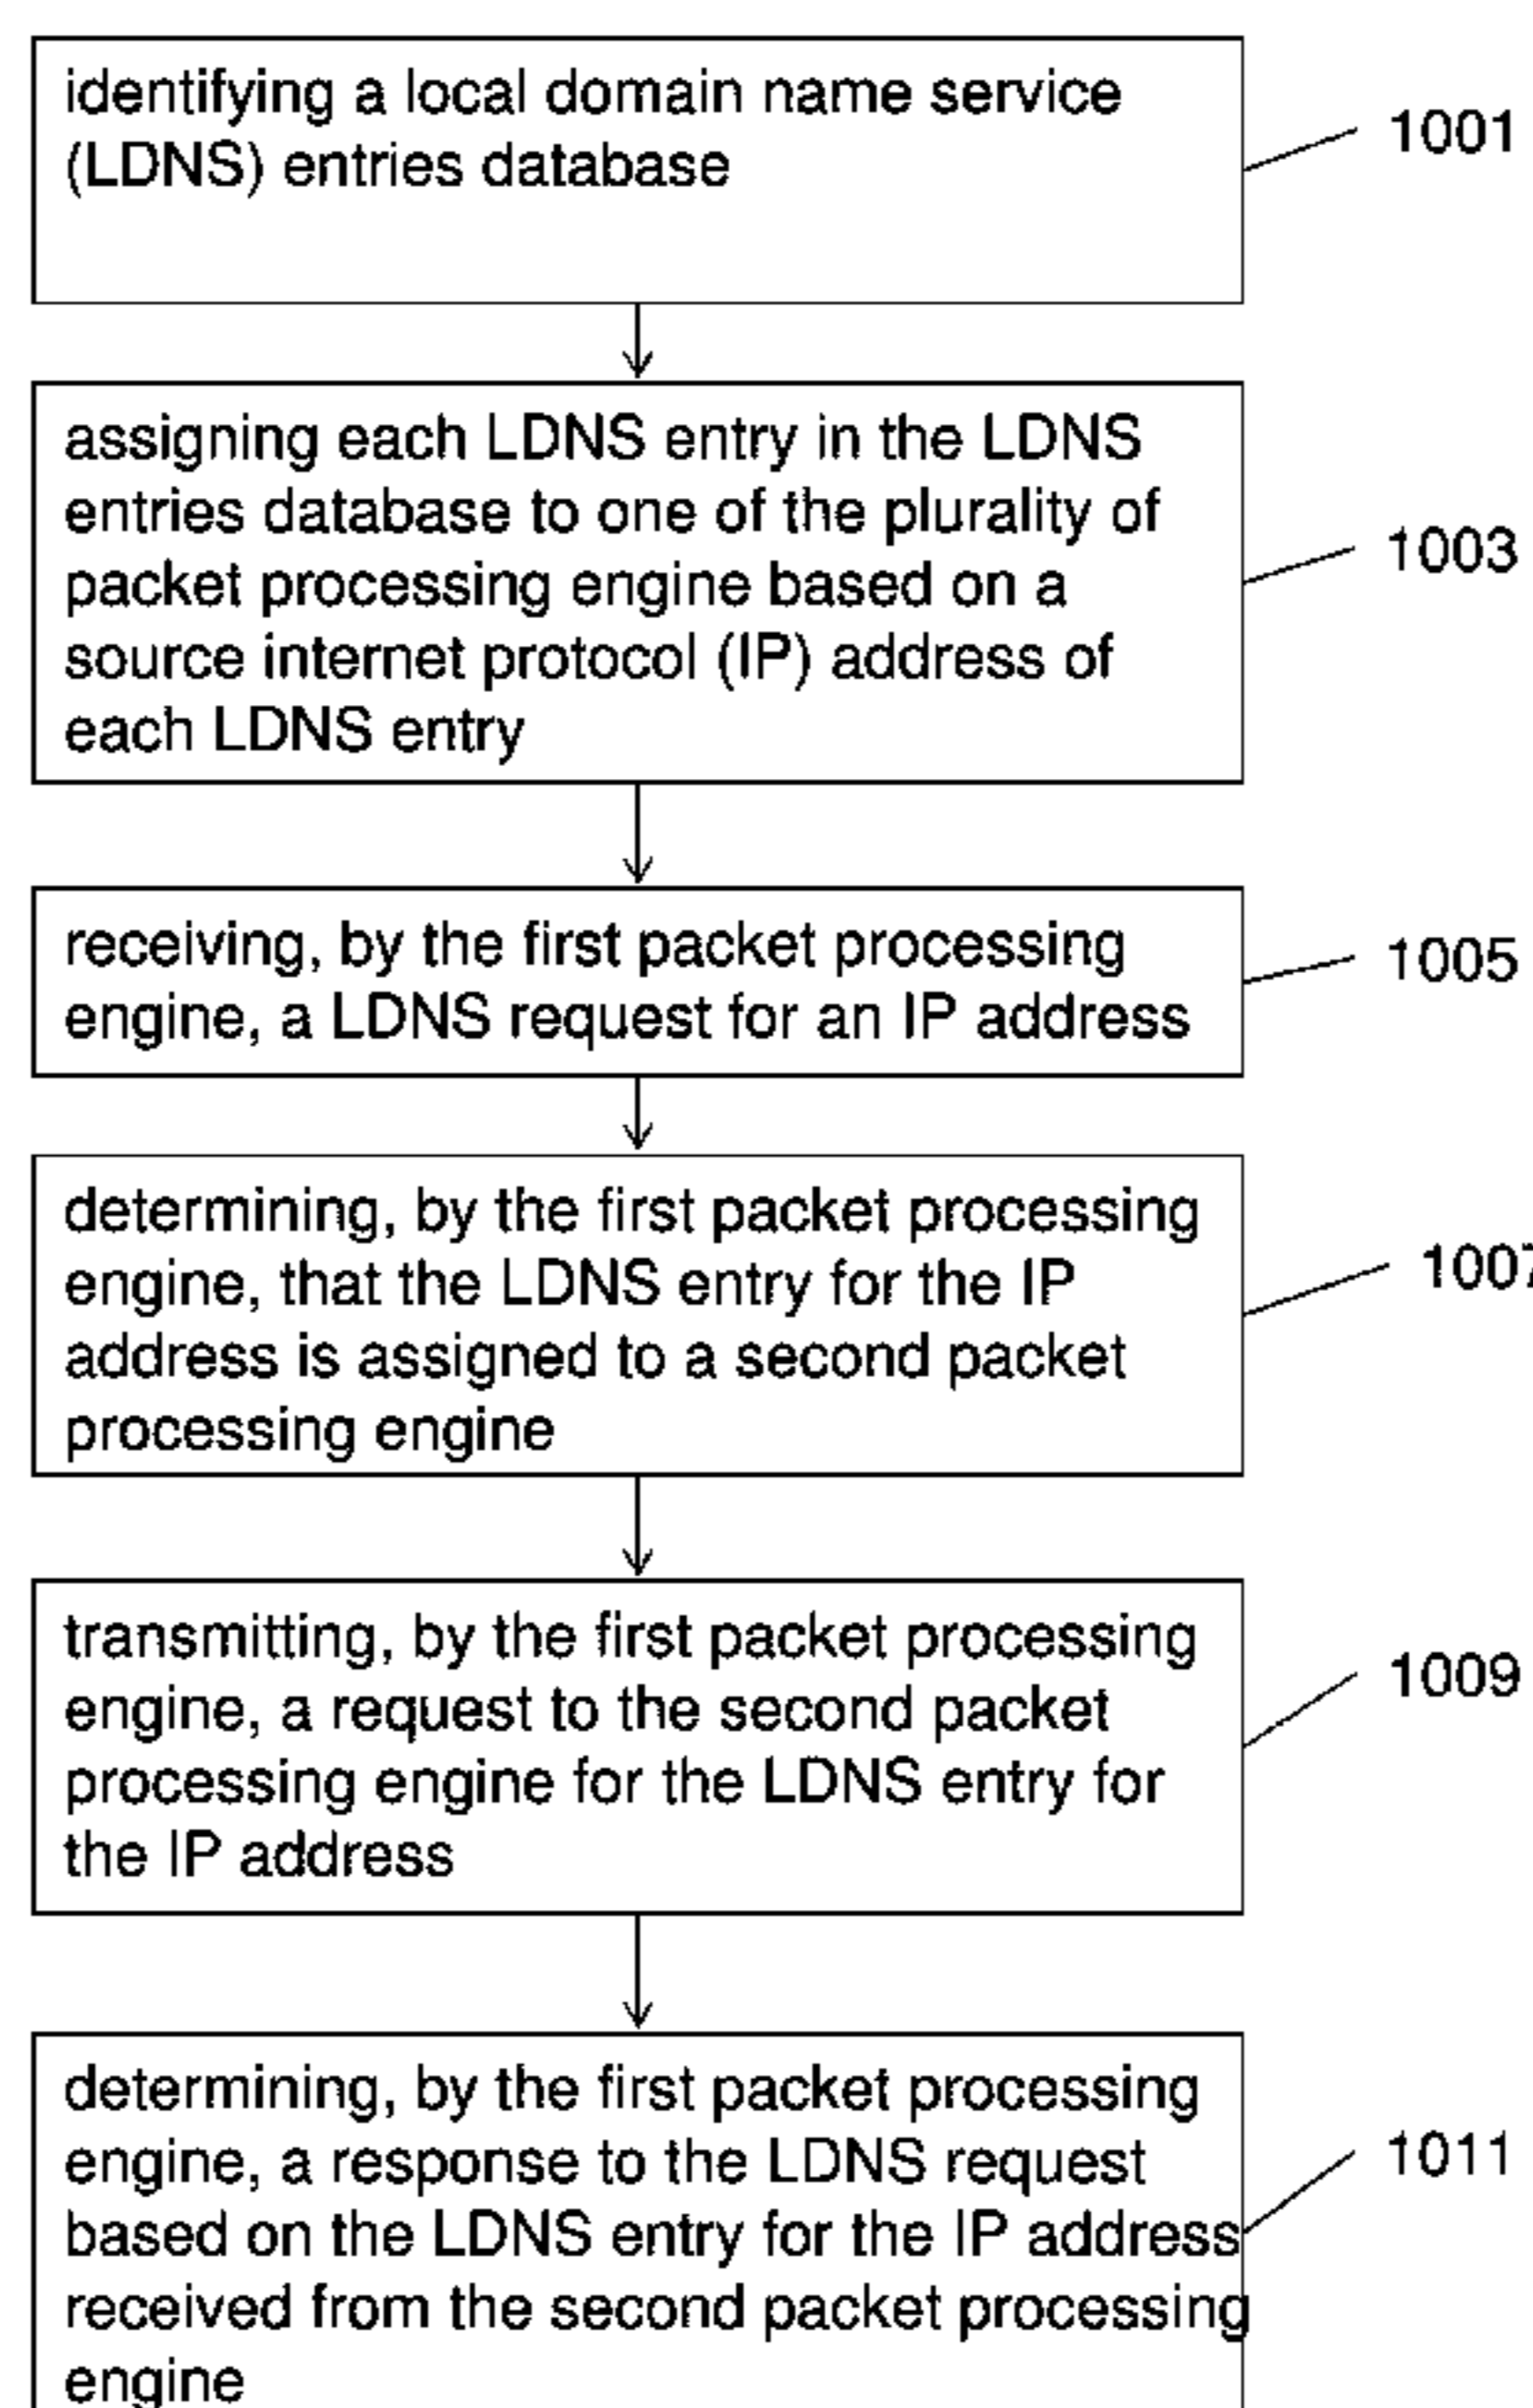 identifying a local domain name service
(LDNS) entries database
1001
assigning each LDNS entry in the LDNS
entries database to one of the plurality of
packet processing engine based on a
source internet protocol (IP) address of
each LDNS entry
1003
receiving, by the first packet processing
engine, a LDNS request for an IP address
1005
determining, by the first packet processing
engine, that the LDNS entry for the IP
address is assigned to a second packet
processing engine
1007
transmitting, by the first packet processing
engine, a request to the second packet
processing engine for the LDNS entry for
the IP address
1009
determining, by the first packet processing
engine, a response to the LDNS request
based on the LDNS entry for the IP address
received from the second packet processing
engine
1011